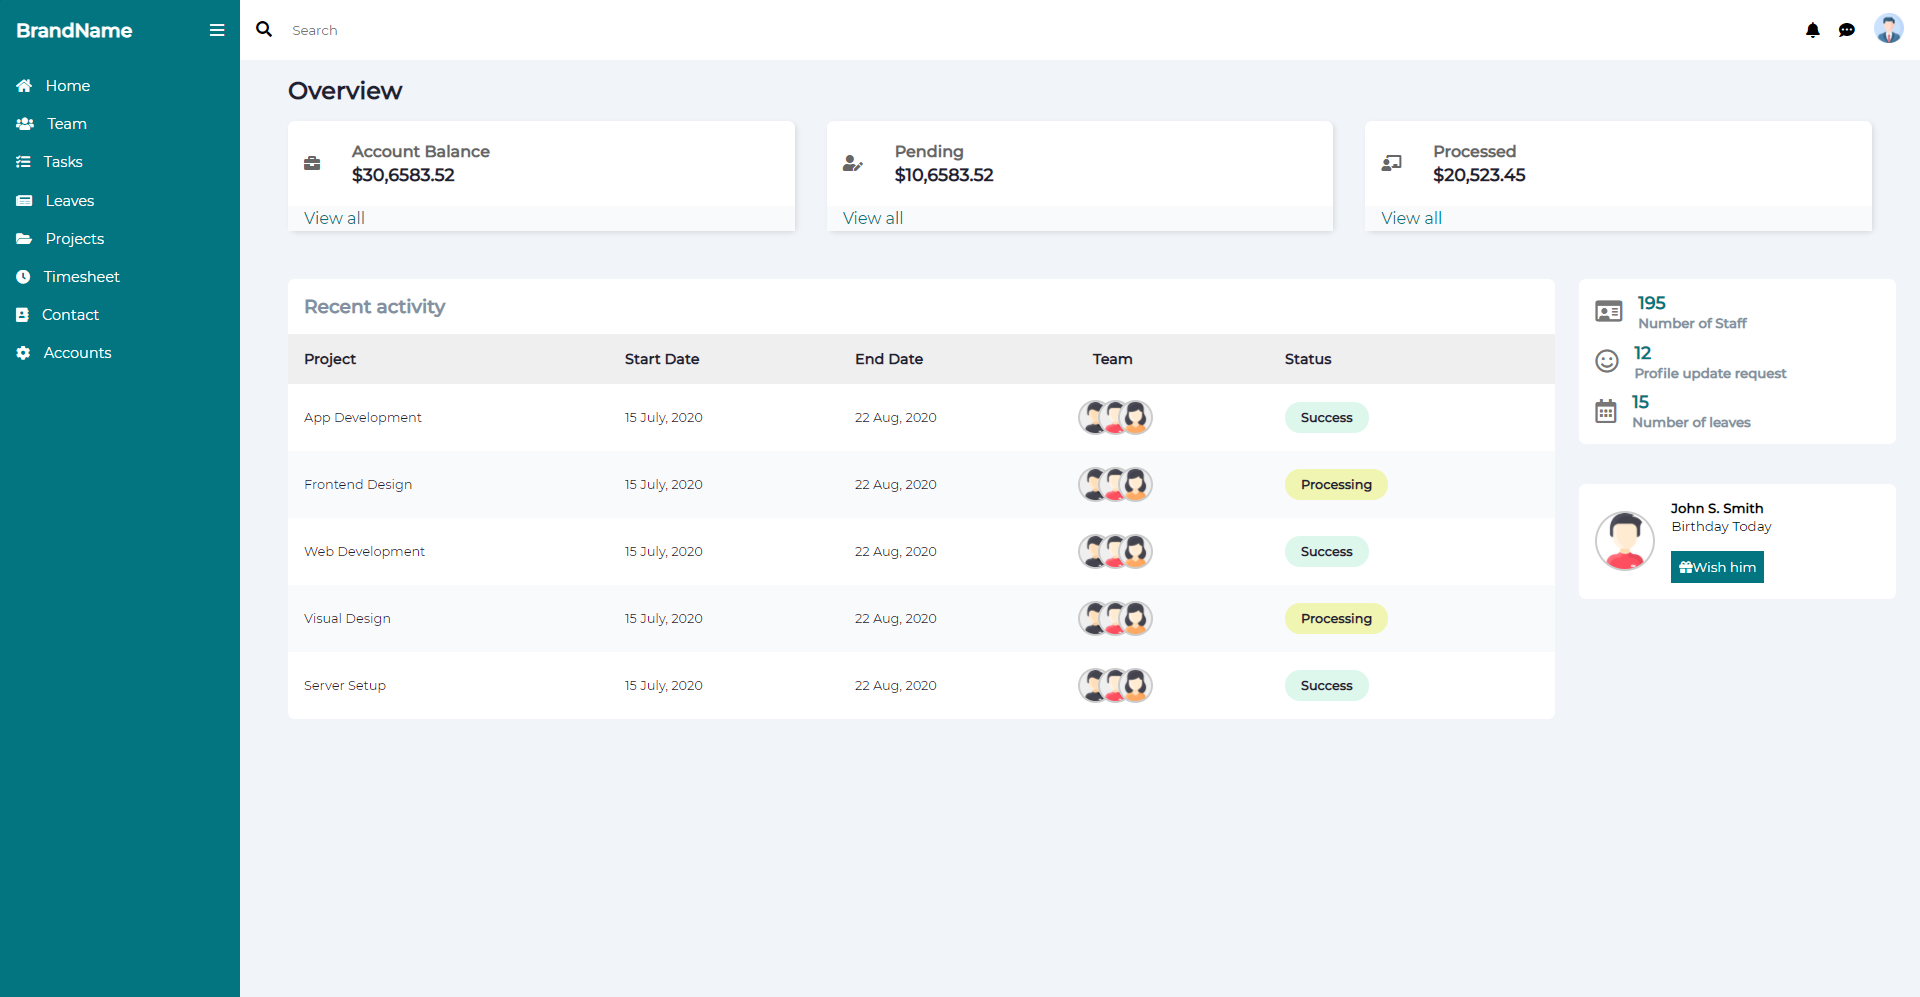 BrandName
Search
Home
Team
Tasks
Leaves
Projects
Timesheet
Contact
Accounts
Overview
Account Balance
$30,6583.52
View all
Pending
$10,6583.52
View all
Processed
$20,523.45
View all
Recent activity
Project Start Date End Date Team Status
App Development 15 July, 2020 22 Aug, 2020 Success
Frontend Design 15 July, 2020 22 Aug, 2020 Processing
Web Development 15 July, 2020 22 Aug, 2020 Success
Visual Design 15 July, 2020 22 Aug, 2020 Processing
Server Setup 15 July, 2020 22 Aug, 2020 Success
195
Number of Staff
12
Profile update request
15
Number of leaves
John S. Smith
Birthday Today
Wish him